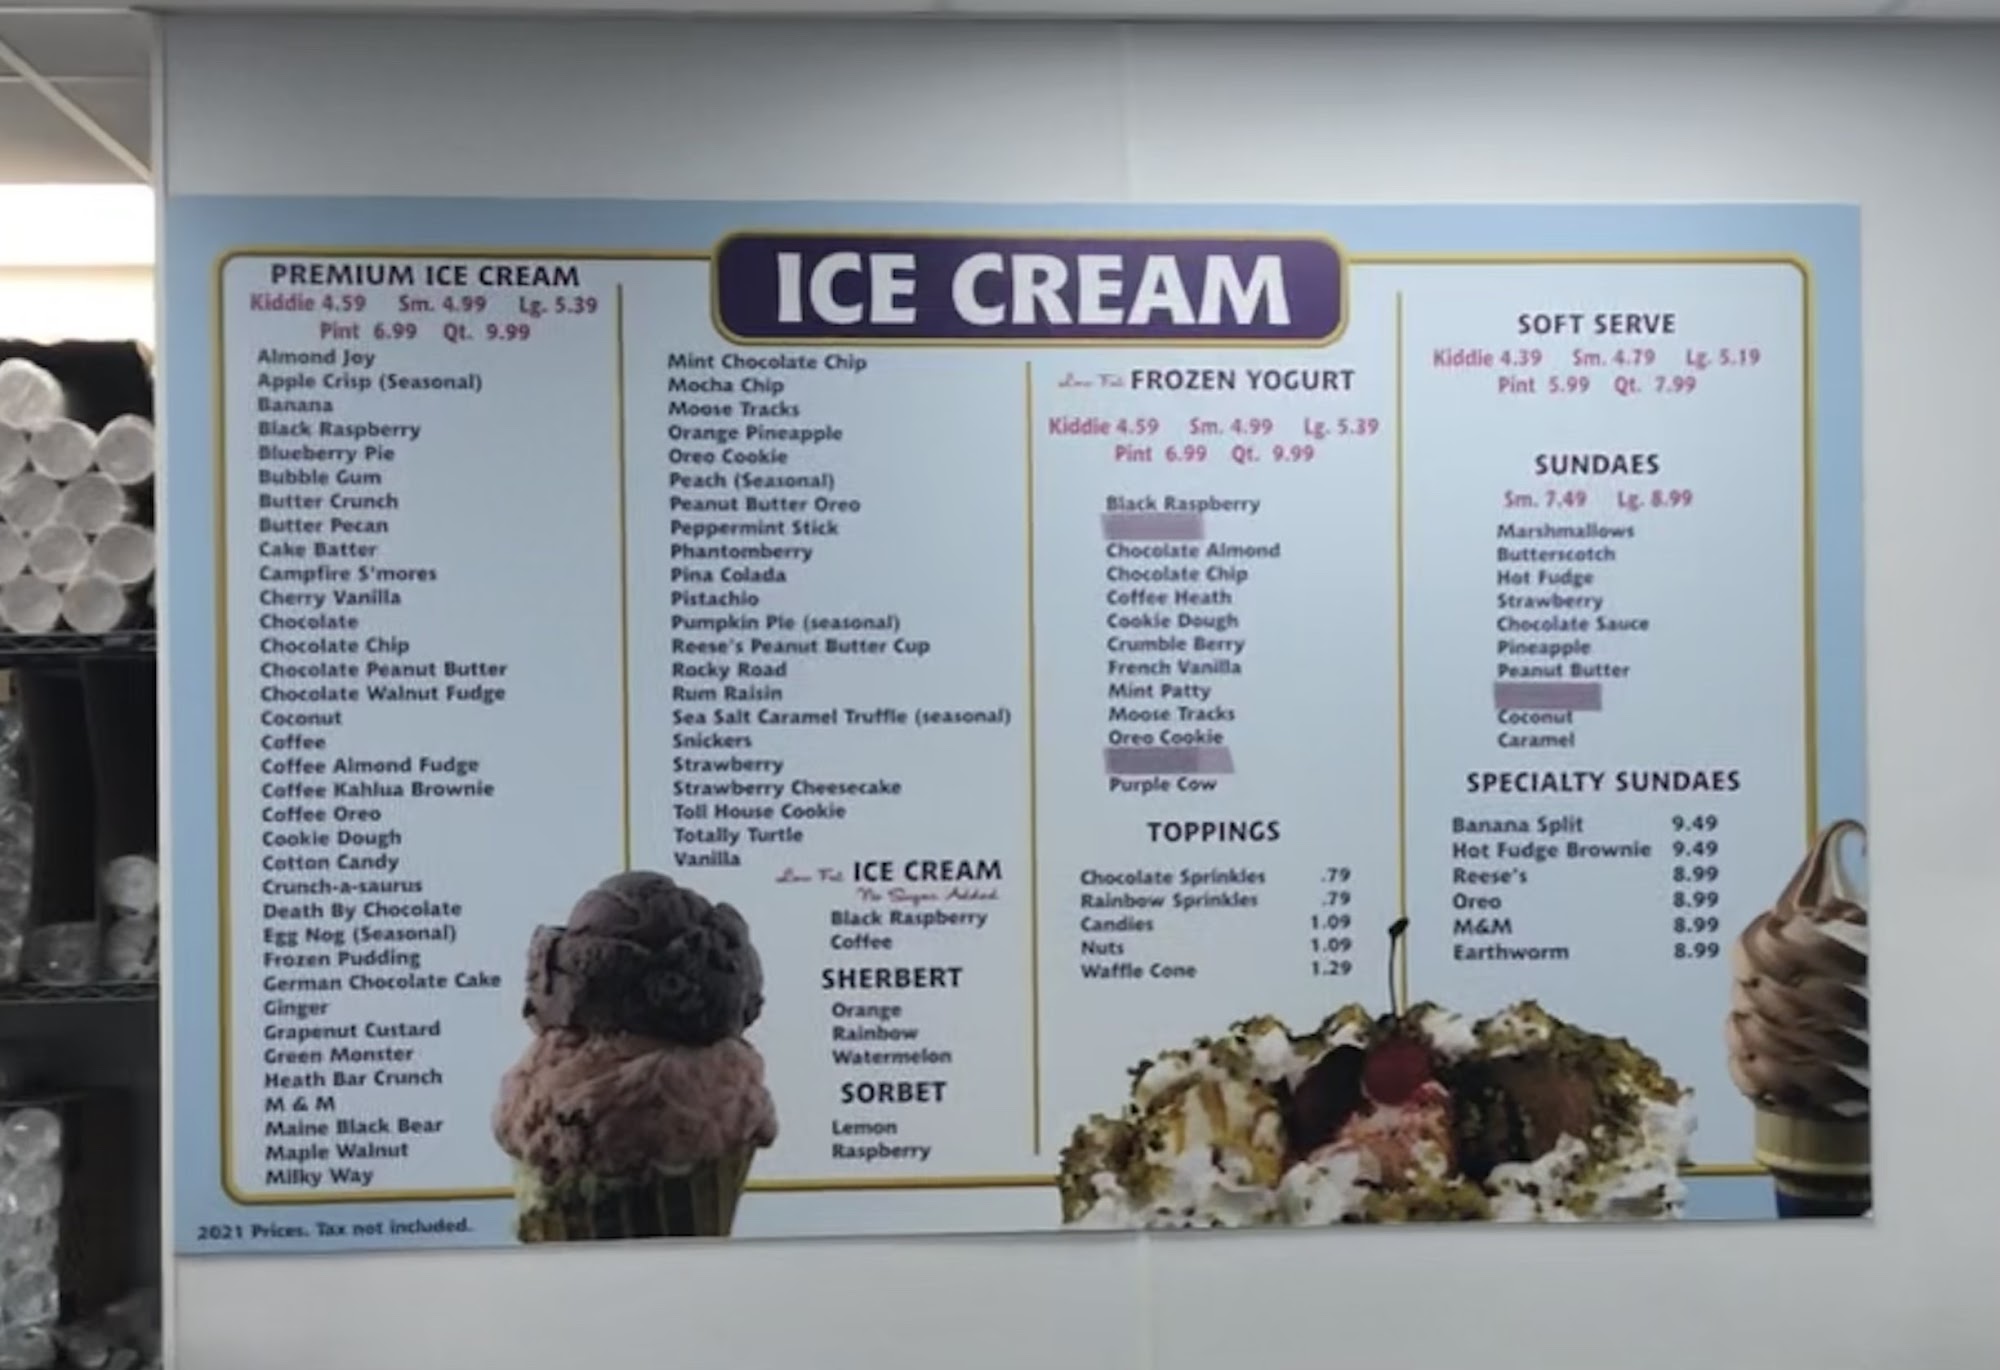 ICE CREAM
PREMIUM ICE CREAM
Kiddie 4.59 Sm. 4.99 Lg. 5.39
Pint 6.99 Qt. 9.99
Almond Joy
Apple Crisp (Seasonal)
Banana
Black Raspberry
Blueberry Pie
Bubble Gum
Butter Crunch
Butter Pecan
Cake Batter
Campfire S'mores
Cherry Vanilla
Chocolate
Chocolate Chip
Chocolate Peanut Butter
Chocolate Walnut Fudge
Coconut
Coffee
Coffee Almond Fudge
Coffee Kahlua Brownie
Coffee Oreo
Cookie Dough
Cotton Candy
Crunch-a-saurus
Death By Chocolate
Egg Nog (Seasonal)
Frozen Pudding
German Chocolate Cake
Ginger
Grapenut Custard
Green Monster
Heath Bar Crunch
M & M
Maine Black Bear
Maple Walnut
Milky Way
Mint Chocolate Chip
Mocha Chip
Moose Tracks
Orange Pineapple
Oreo Cookie
Peach (Seasonal)
Peanut Butter Oreo
Peppermint Stick
Phantomberry
Pina Colada
Pistachio
Pumpkin Pie (seasonal)
Reese's Peanut Butter Cup
Rocky Road
Rum Raisin
Sea Salt Caramel Truffle (seasonal)
Snickers
Strawberry
Strawberry Cheesecake
Toll House Cookie
Totally Turtle
Vanilla
Low Fat ICE CREAM
No Sugar Added
Black Raspberry
Coffee
SHERBERT
Orange
Rainbow
Watermelon
SORBET
Lemon
Raspberry
Low Fat FROZEN YOGURT
Kiddie 4.59 Sm. 4.99 Lg. 5.39
Pint 6.99 Qt. 9.99
Black Raspberry
Chocolate Almond
Chocolate Chip
Coffee Heath
Cookie Dough
Crumble Berry
French Vanilla
Mint Patty
Moose Tracks
Oreo Cookie
Purple Cow
TOPPINGS
Chocolate Sprinkles .79
Rainbow Sprinkles .79
Candies 1.09
Nuts 1.09
Waffle Cone 1.29
SOFT SERVE
Kiddie 4.39 Sm. 4.79 Lg. 5.19
Pint 5.99 Qt. 7.99
SUNDAES
Sm. 7.49 Lg. 8.99
Marshmallows
Butterscotch
Hot Fudge
Strawberry
Chocolate Sauce
Pineapple
Peanut Butter
Coconut
Caramel
SPECIALTY SUNDAES
Banana Split 9.49
Hot Fudge Brownie 9.49
Reese's 8.99
Oreo 8.99
M&M 8.99
Earthworm 8.99
2021 Prices. Tax not included.